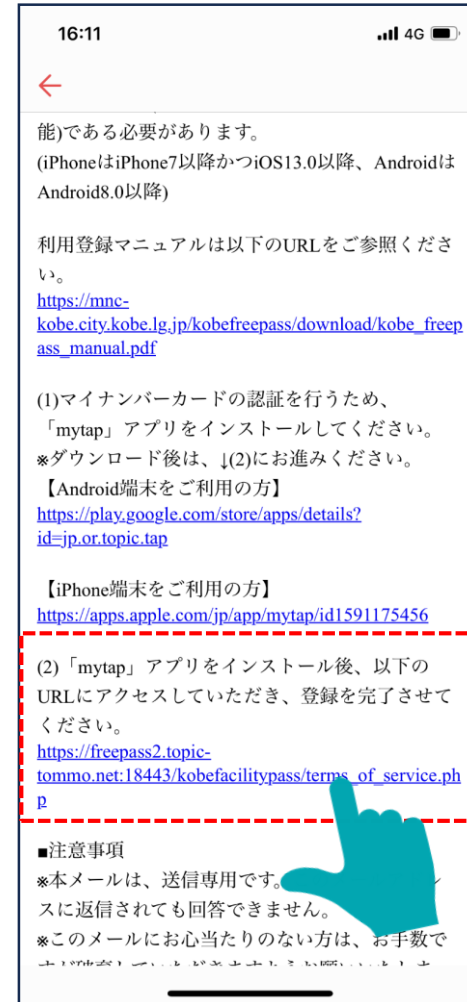 16:11
4G
能)である必要があります。
(iPhoneはiPhone7以降かつiOS13.0以降、Androidは
Android8.0以降)
利用登録マニュアルは以下のURLをご参照くださ
い。
https://mnc-
kobe.city.kobe.lg.jp/kobefreepass/download/kobe_freep
ass_manual.pdf
(1)マイナンバーカードの認証を行うため、
「mytap」アプリをインストールしてください。
※ダウンロード後は、↓(2)にお進みください。
【Android端末をご利用の方】
https://play.google.com/store/apps/details?
id=jp.or.topic.tap
【iPhone端末をご利用の方】
https://apps.apple.com/jp/app/mytap/id1591175456
(2)「mytap」アプリをインストール後、以下の
URLにアクセスしていただき、登録を完了させて
ください。
https://freepass2.topic-
tommo.net:18443/kobefacilitypass/terms_of_service.ph
p
■注意事項
※本メールは、送信専用です。
スに返信されても回答できません。
※このメールにお心当たりのない方は、お手数で